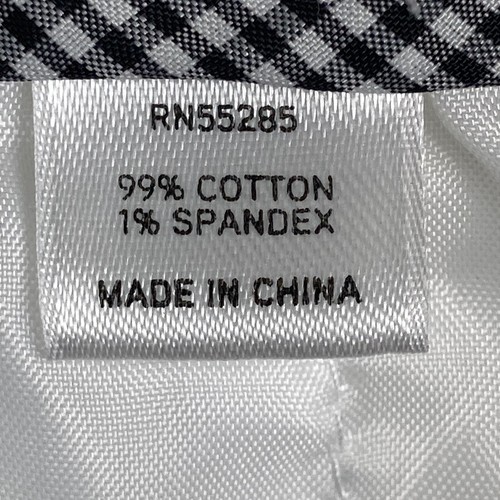 RN55285
99% COTTON
1% SPANDEX
MADE IN CHINA